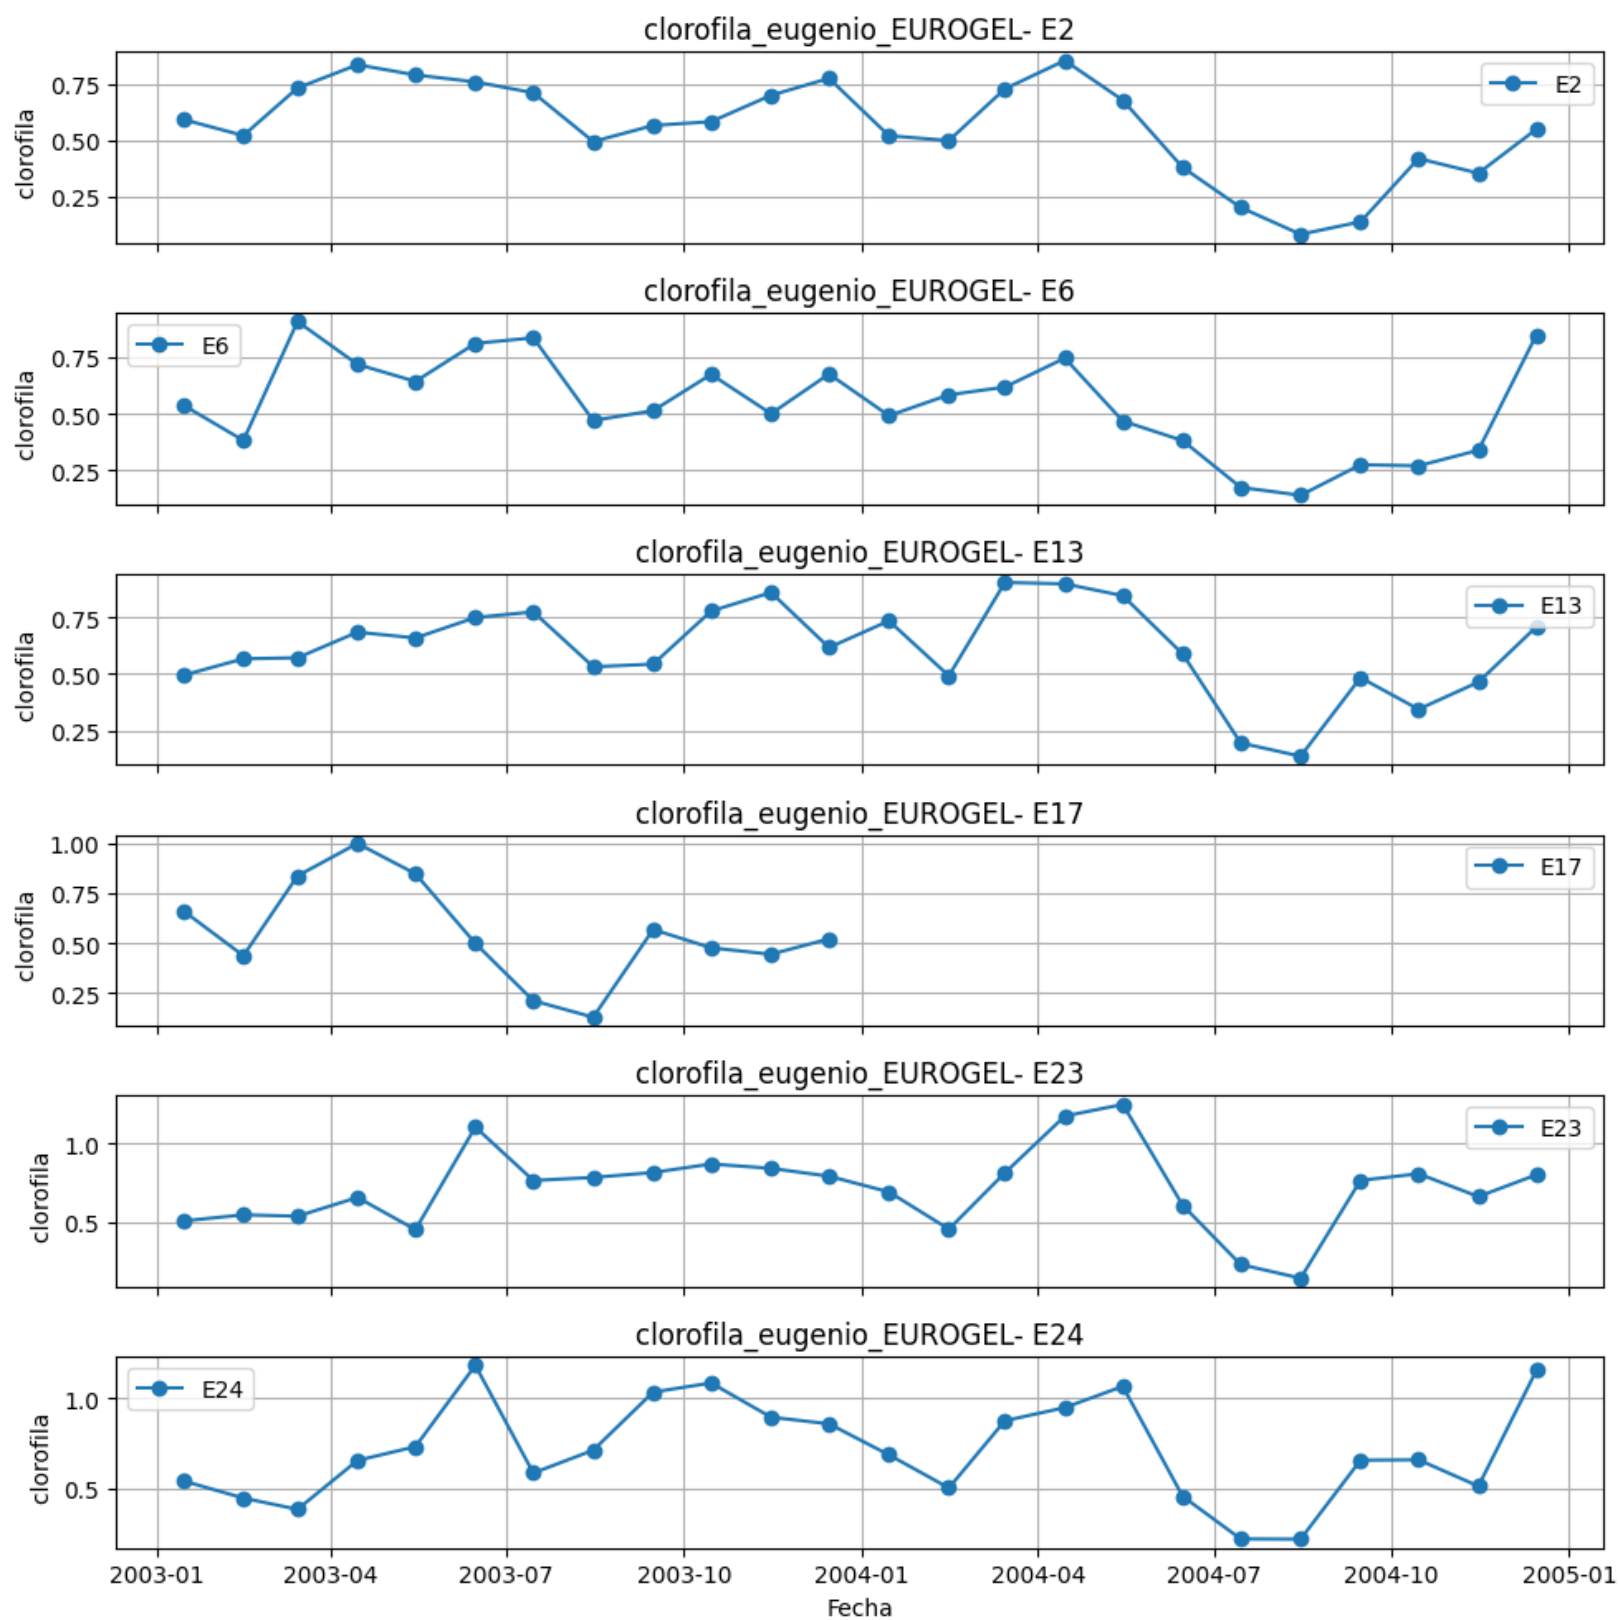 clorofila_eugenio_EUROGEL- E2
clorofila
0.75
0.50
0.25
E2
clorofila_eugenio_EUROGEL- E6
clorofila
0.75
0.50
0.25
E6
clorofila_eugenio_EUROGEL- E13
clorofila
0.75
0.50
0.25
E13
clorofila_eugenio_EUROGEL- E17
clorofila
1.00
0.75
0.50
0.25
E17
clorofila_eugenio_EUROGEL- E23
clorofila
1.0
0.5
E23
clorofila_eugenio_EUROGEL- E24
clorofila
1.0
0.5
E24
2003-01 2003-04 2003-07 2003-10 2004-01 2004-04 2004-07 2004-10 2005-01
Fecha